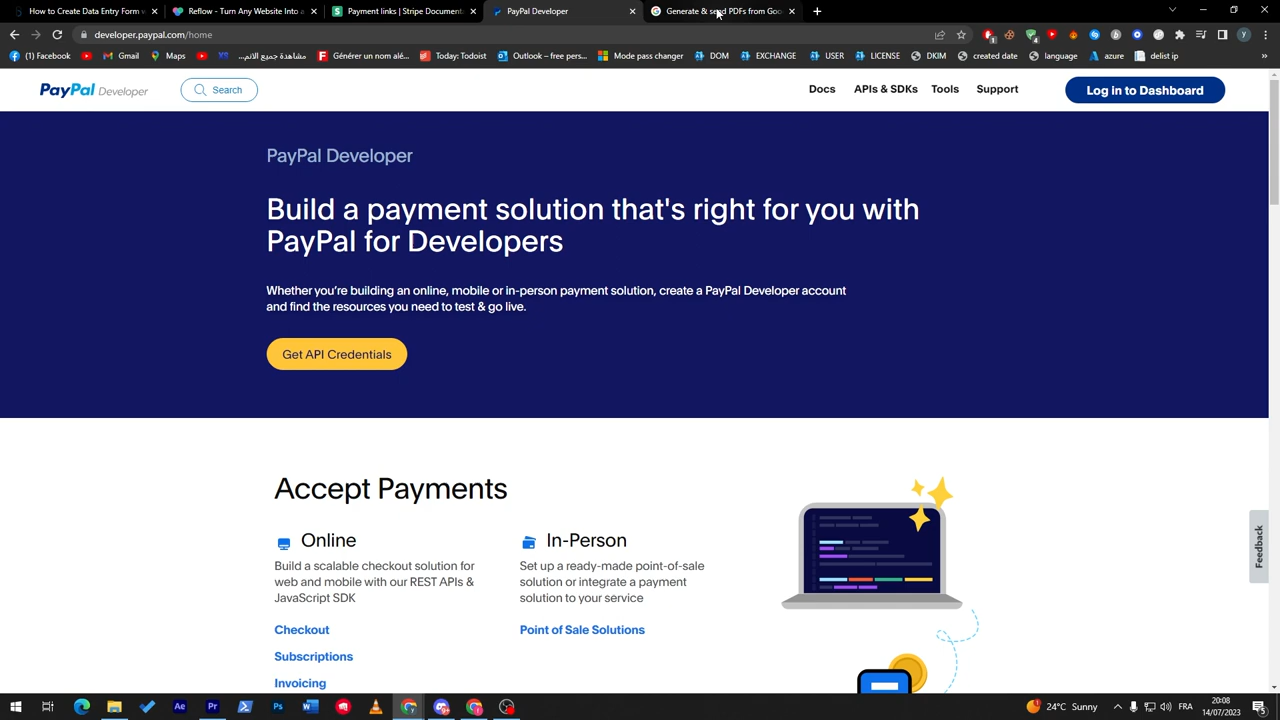 How to Create Data Entry Form v
Reflow - Turn Any Website Into a
Payment links | Stripe Document
PayPal Developer
Generate & send PDFs from Goo
developer.paypal.com/home
(1) Facebook
YouTube
Gmail
Maps
YS
مشاهدة جميع الانم...
Générer un nom alé...
Today: Todoist
Outlook – free pers...
Mode pass changer
DOM
EXCHANGE
USER
LICENSE
DKIM
created date
language
azure
delit ip
PayPal Developer
Search
Docs
APIs & SDKs
Tools
Support
Log in to Dashboard
PayPal Developer
Build a payment solution that's right for you with
PayPal for Developers
Whether you're building an online, mobile or in-person payment solution, create a PayPal Developer account
and find the resources you need to test & go live.
Get API Credentials
Accept Payments
Online
Build a scalable checkout solution for
web and mobile with our REST APIs &
JavaScript SDK
Checkout
Subscriptions
Invoicing
In-Person
Set up a ready-made point-of-sale
solution or integrate a payment
solution to your service
Point of Sale Solutions
Feedback
24°C Sunny
FRA
20:08
14/07/2023